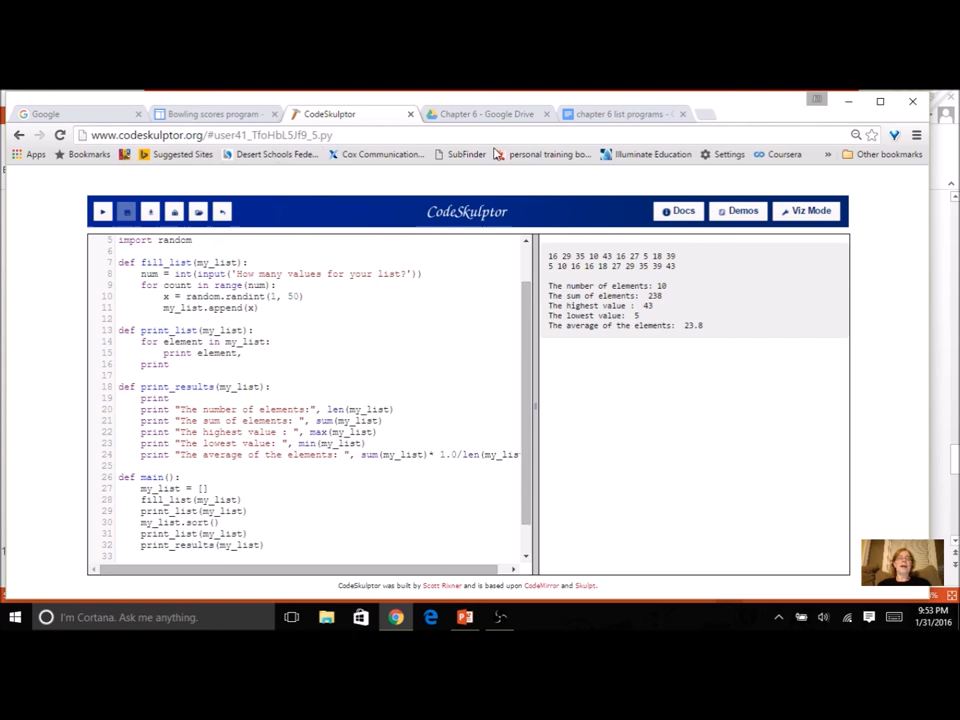 Google
Bowling scores program -
CodeSkulptor
Chapter 6 - Google Drive
chapter 6 list programs -
www.codeskulptor.org/#user41_TfoHbL5Jf9_5.py
Apps
Bookmarks
Suggested Sites
Desert Schools Fede...
Cox Communication...
SubFinder
personal training bo...
Illuminate Education
Settings
Coursera
»
Other bookmarks
CodeSkulptor
Docs
Demos
Viz Mode
5 import random
6
7 def fill_list(my_list):
8 num = int(input('How many values for your list?'))
9 for count in range(num):
10 x = random.randint(1, 50)
11 my_list.append(x)
12
13 def print_list(my_list):
14 for element in my_list:
15 print element,
16 print
17
18 def print_results(my_list):
19 print
20 print "The number of elements:", len(my_list)
21 print "The sum of elements: ", sum(my_list)
22 print "The highest value : ", max(my_list)
23 print "The lowest value: ", min(my_list)
24 print "The average of the elements: ", sum(my_list)* 1.0/len(my_lis
25
26 def main():
27 my_list = []
28 fill_list(my_list)
29 print_list(my_list)
30 my_list.sort()
31 print_list(my_list)
32 print_results(my_list)
33
16 29 35 10 43 16 27 5 18 39
5 10 16 16 18 27 29 35 39 43
The number of elements: 10
The sum of elements:  238
The highest value :  43
The lowest value:  5
The average of the elements:  23.8
CodeSkulptor was built by Scott Rixner and is based upon CodeMirror and Skulpt.
I'm Cortana. Ask me anything.
9:53 PM
1/31/2016